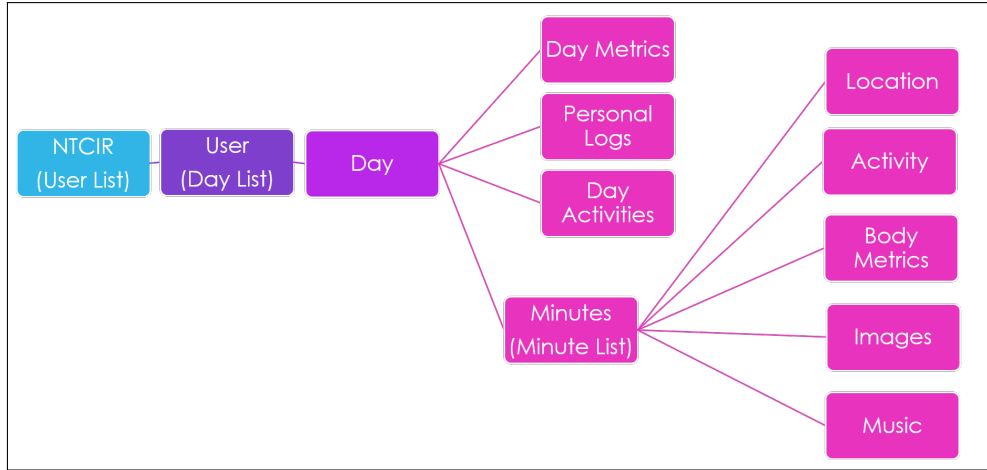 NTCIR
(User List)
User
(Day List)
Day
Day Metrics
Personal
Logs
Day
Activities
Minutes
(Minute List)
Location
Activity
Body
Metrics
Images
Music